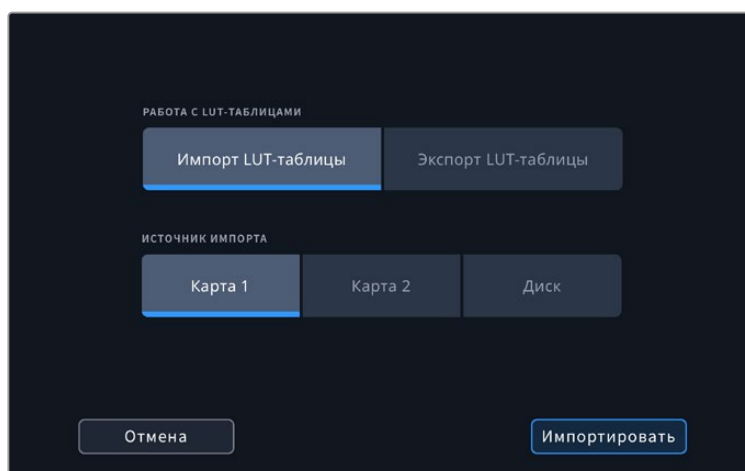 РАБОТА С LUT-ТАБЛИЦАМИ
Импорт LUT-таблицы Экспорт LUT-таблицы
ИСТОЧНИК ИМПОРТА
Карта 1 Карта 2 Диск
Отмена Импортировать